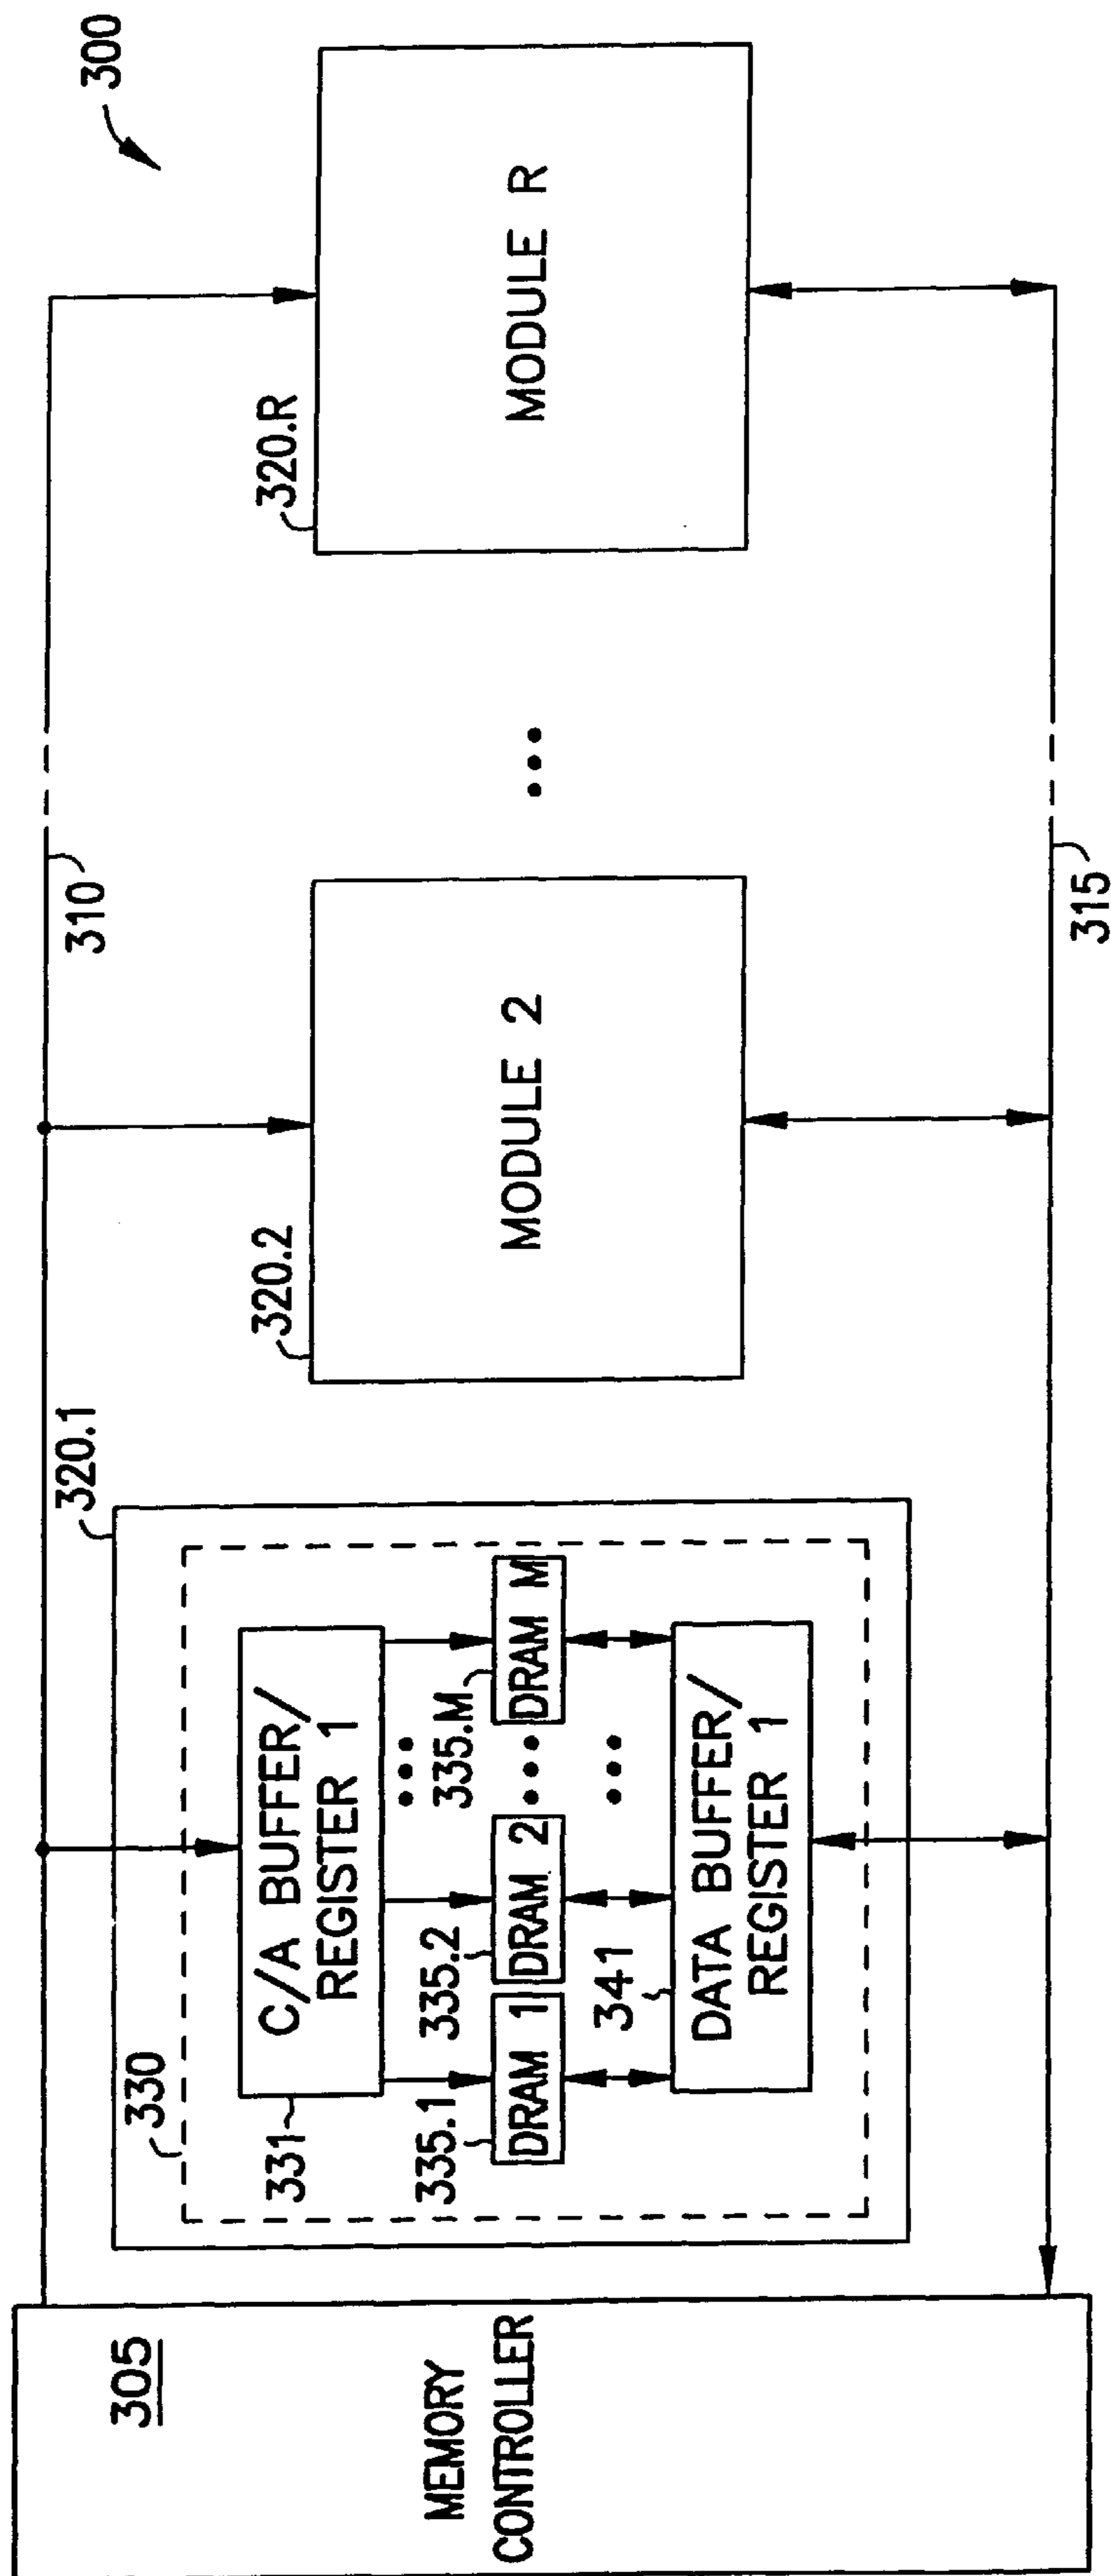 300
305
MEMORY
CONTROLLER
310
315
320.1
330
C/A BUFFER/
REGISTER 1
331
335.1
DRAM 1
335.2
DRAM 2
335.M
DRAM M
341
DATA BUFFER/
REGISTER 1
320.2
MODULE 2
320.R
MODULE R